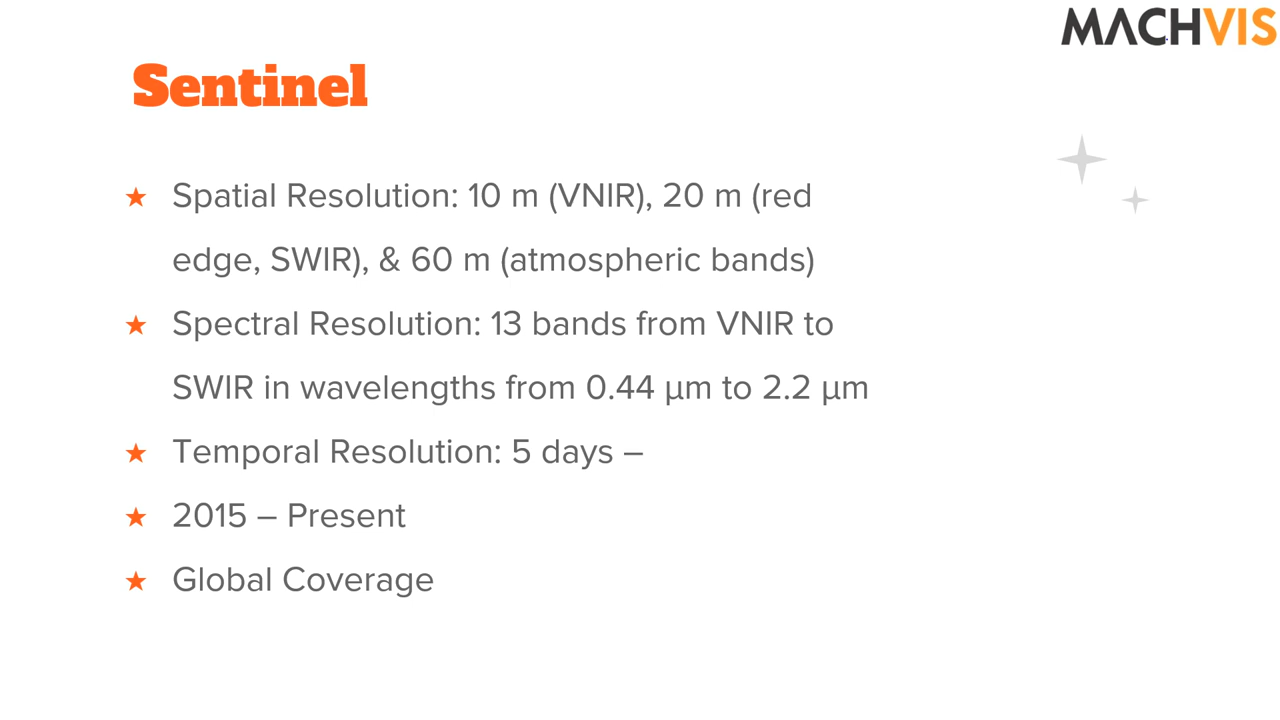 MACHVIS
Sentinel
★ Spatial Resolution: 10 m (VNIR), 20 m (red
edge, SWIR), & 60 m (atmospheric bands)
★ Spectral Resolution: 13 bands from VNIR to
SWIR in wavelengths from 0.44 μm to 2.2 μm
★ Temporal Resolution: 5 days –
★ 2015 – Present
★ Global Coverage